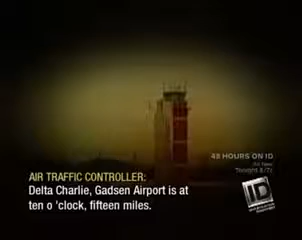 48 HOURS ON ID
AIR TRAFFIC CONTROLLER:
Delta Charlie, Gadsen Airport is at
ten o 'clock, fifteen miles.
ID